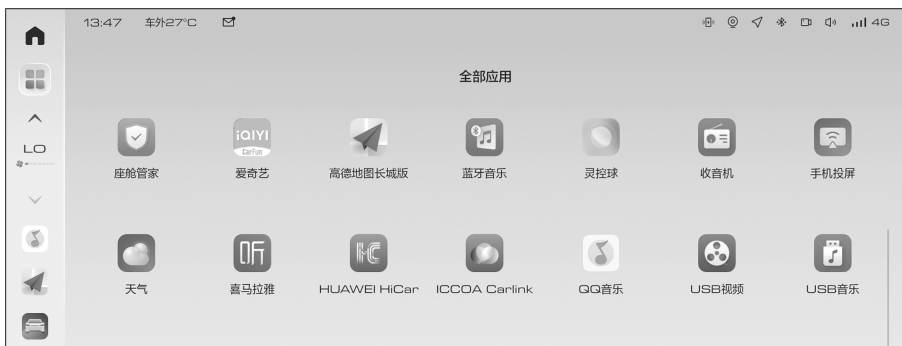 13:47 车外27°C 4G
全部应用
LO
iQIYI
CarFun
座舱管家 爱奇艺 高德地图长城版 蓝牙音乐 灵控球 收音机 手机投屏
听
HC
天气 喜马拉雅 HUAWEI HiCar ICCOA Carlink QQ音乐 USB视频 USB音乐